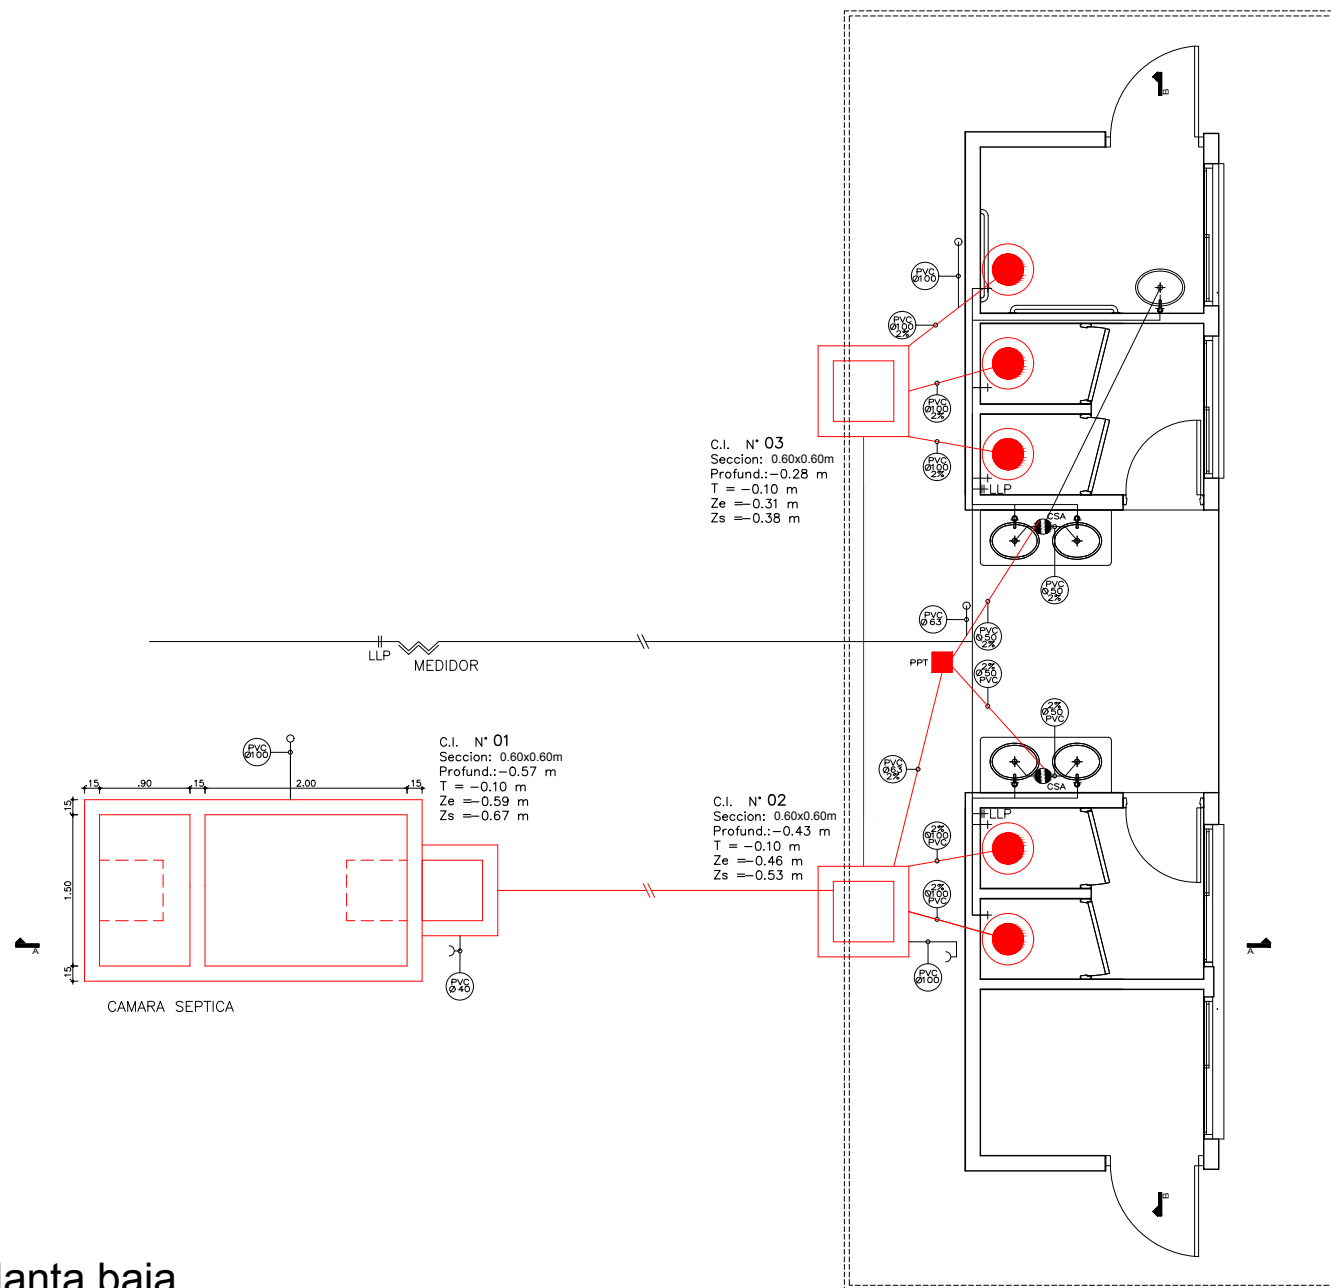 B
PVC
Ø100
PVC
Ø100
2%
PVC
Ø100
2%
C.I. N° 03
Seccion: 0.60x0.60m
Profund.:-0.28 m
T = -0.10 m
Ze =-0.31 m
Zs =-0.38 m
PVC
Ø100
2%
LLP
CSA
PVC
Ø50
2%
PVC
Ø63
PVC
Ø50
2%
LLP
MEDIDOR
PPT
2%
Ø50
PVC
2%
Ø50
PVC
PVC
Ø100
C.I. N° 01
Seccion: 0.60x0.60m
Profund.:-0.57 m
T = -0.10 m
Ze =-0.59 m
Zs =-0.67 m
PVC
Ø63
2%
CSA
.15
.90
.15
2.00
.15
.15
1.50
.15
C.I. N° 02
Seccion: 0.60x0.60m
Profund.:-0.43 m
T = -0.10 m
Ze =-0.46 m
Zs =-0.53 m
LLP
2%
Ø100
PVC
2%
Ø100
PVC
A
A
PVC
Ø40
PVC
Ø100
CAMARA SEPTICA
B
lanta baja